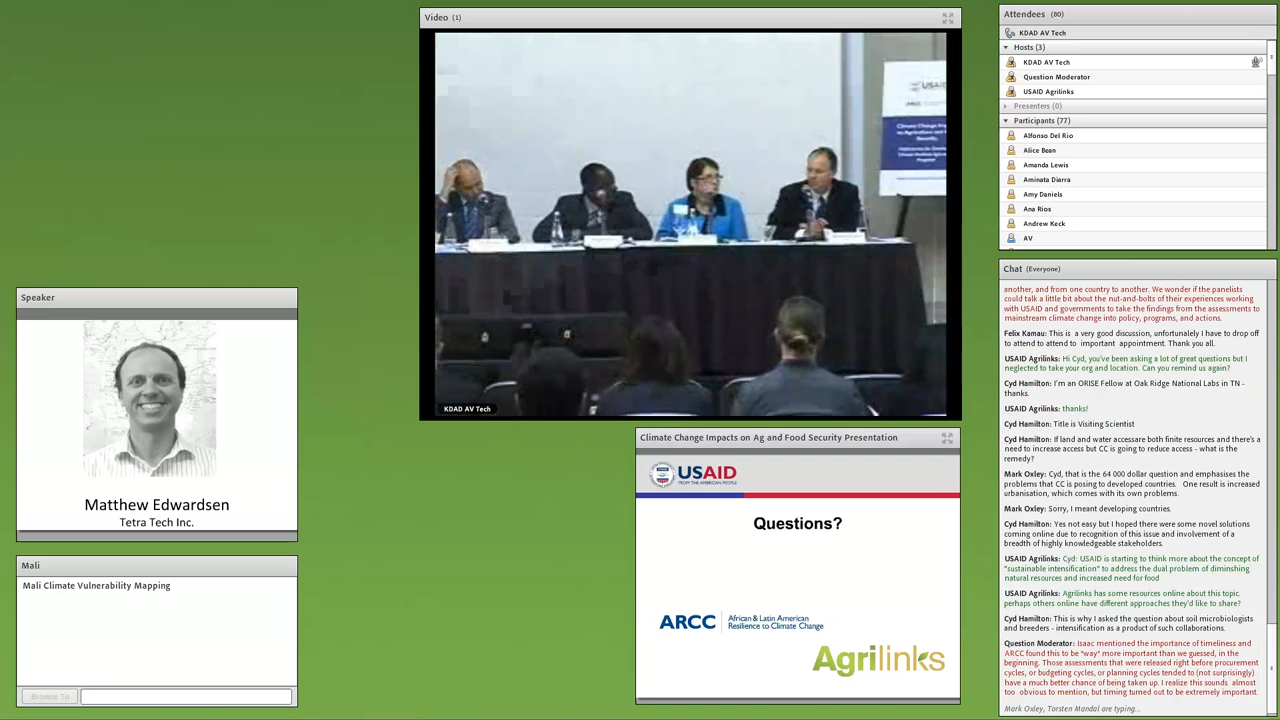 Video (1)
USAID
ARCC
Climate Change Imp
on Agriculture and
Security
KDAD AV Tech
Speaker
Matthew Edwardsen
Tetra Tech Inc.
Mali
Mali Climate Vulnerability Mapping
Browse To
Climate Change Impacts on Ag and Food Security Presentation
USAID
FROM THE AMERICAN PEOPLE
Questions?
ARCC
African & Latin American
Resilience to Climate Change
Agrilinks
Attendees (80)
KDAD AV Tech
Hosts (3)
KDAD AV Tech
Question Moderator
USAID Agrilinks
Presenters (0)
Participants (77)
Alfonso Del Rio
Alice Bean
Amanda Lewis
Aminata Diarra
Amy Daniels
Ana Rios
Andrew Keck
AV
Chat (Everyone)
another, and from one country to another. We wonder if the panelists
could talk a little bit about the nut-and-bolts of their experiences working
with USAID and governments to take the findings from the assessments to
mainstream climate change into policy, programs, and actions.
Felix Kamau: This is a very good discussion, unfortunately I have to drop off
to attend to attend to important appointment. Thank you all.
USAID Agrilinks: Hi Cyd, you've been asking a lot of great questions but I
neglected to take your org and location. Can you remind us again?
Cyd Hamilton: I'm an ORISE Fellow at Oak Ridge National Labs in TN -
thanks.
USAID Agrilinks: thanks!
Cyd Hamilton: Title is Visiting Scientist
Cyd Hamilton: If land and water accessare both finite resources and there's a
need to increase access but CC is going to reduce access - what is the
remedy?
Mark Oxley: Cyd, that is the 64 000 dollar question and emphasises the
problems that CC is posing to developed countries. One result is increased
urbanisation, which comes with its own problems.
Mark Oxley: Sorry, I meant developing countries.
Cyd Hamilton: Yes not easy but I hoped there were some novel solutions
coming online due to recognition of this issue and involvement of a
breadth of highly knowledgeable stakeholders.
USAID Agrilinks: Cyd: USAID is starting to think more about the concept of
"sustainable intensification" to address the dual problem of diminishing
natural resources and increased need for food
USAID Agrilinks: Agrilinks has some resources online about this topic.
perhaps others online have different approaches they'd like to share?
Cyd Hamilton: This is why I asked the question about soil microbiologists
and breeders - intensification as a product of such collaborations.
Question Moderator: Isaac mentioned the importance of timeliness and
ARCC found this to be "way" more important than we guessed, in the
beginning. Those assessments that were released right before procurement
cycles, or budgeting cycles, or planning cycles tended to (not surprisingly)
have a much better chance of being taken up. I realize this sounds almost
too obvious to mention, but timing turned out to be extremely important.
Mark Oxley, Torsten Mandal are typing...